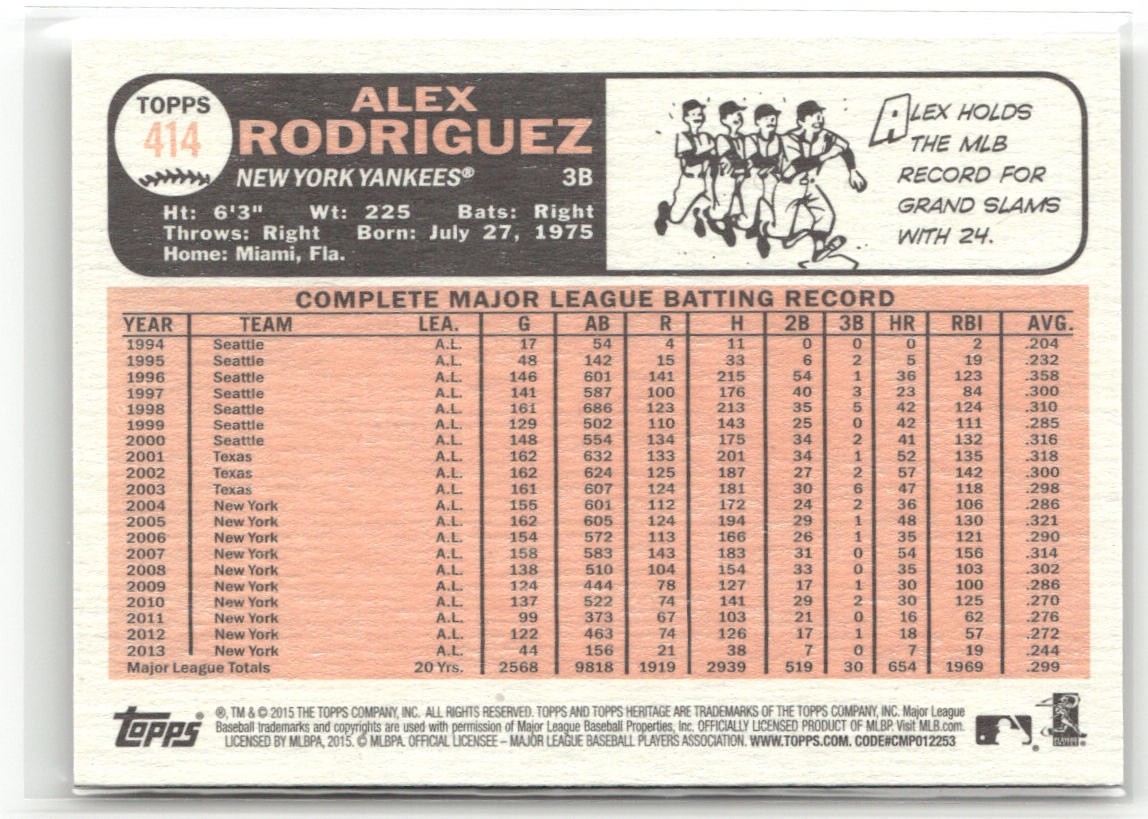 TOPPS
414
ALEX
RODRIGUEZ
NEW YORK YANKEES® 3B
Ht: 6'3" Wt: 225 Bats: Right
Throws: Right Born: July 27, 1975
Home: Miami, Fla.
ALEX HOLDS
THE MLB
RECORD FOR
GRAND SLAMS
WITH 24.
COMPLETE MAJOR LEAGUE BATTING RECORD
YEAR TEAM LEA. G AB R H 2B 3B HR RBI AVG.
1994 Seattle A.L. 17 54 4 11 0 0 0 2 .204
1995 Seattle A.L. 48 142 15 33 6 2 5 19 .232
1996 Seattle A.L. 146 601 141 215 54 1 36 123 .358
1997 Seattle A.L. 141 587 100 176 40 3 23 84 .300
1998 Seattle A.L. 161 686 123 213 35 5 42 124 .310
1999 Seattle A.L. 129 502 110 143 25 0 42 111 .285
2000 Seattle A.L. 148 554 134 175 34 2 41 132 .316
2001 Texas A.L. 162 632 133 201 34 1 52 135 .318
2002 Texas A.L. 162 624 125 187 27 2 57 142 .300
2003 Texas A.L. 161 607 124 181 30 6 47 118 .298
2004 New York A.L. 155 601 112 172 24 2 36 106 .286
2005 New York A.L. 162 605 124 194 29 1 48 130 .321
2006 New York A.L. 154 572 113 166 26 1 35 121 .290
2007 New York A.L. 158 583 143 183 31 0 54 156 .314
2008 New York A.L. 138 510 104 154 33 0 35 103 .302
2009 New York A.L. 124 444 78 127 17 1 30 100 .286
2010 New York A.L. 137 522 74 141 29 2 30 125 .270
2011 New York A.L. 99 373 67 103 21 0 16 62 .276
2012 New York A.L. 122 463 74 126 17 1 18 57 .272
2013 New York A.L. 44 156 21 38 7 0 7 19 .244
Major League Totals 20 Yrs. 2568 9818 1919 2939 519 30 654 1969 .299
TOPPS® ®, TM & © 2015 THE TOPPS COMPANY, INC. ALL RIGHTS RESERVED. TOPPS AND TOPPS HERITAGE ARE TRADEMARKS OF THE TOPPS COMPANY, INC. Major League
Baseball trademarks and copyrights are used with permission of Major League Baseball Properties, Inc. OFFICIALLY LICENSED PRODUCT OF MLBP. Visit MLB.com.
LICENSED BY MLBPA, 2015. © MLBPA. OFFICIAL LICENSEE – MAJOR LEAGUE BASEBALL PLAYERS ASSOCIATION. WWW.TOPPS.COM. CODE#CMP012253